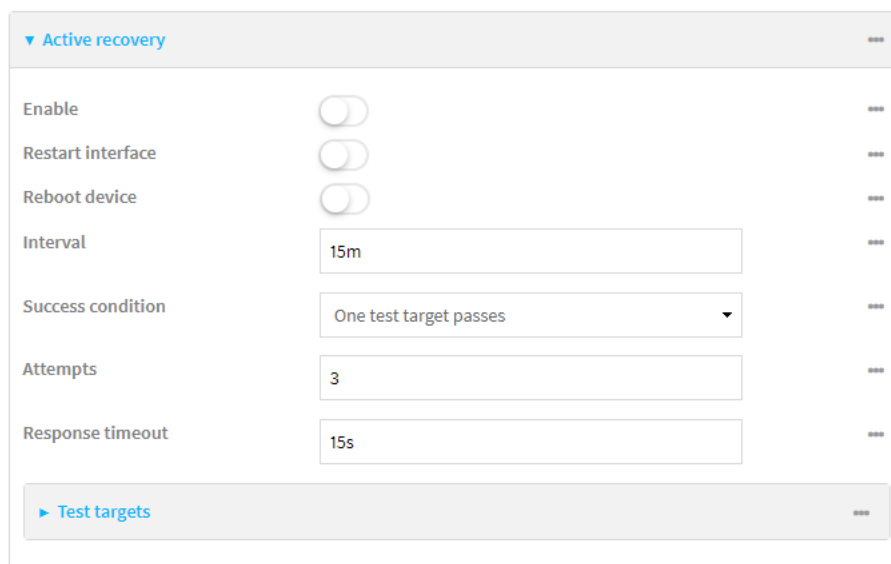 Active recovery
Enable
Restart interface
Reboot device
Interval
15m
Success condition
One test target passes
Attempts
3
Response timeout
15s
Test targets